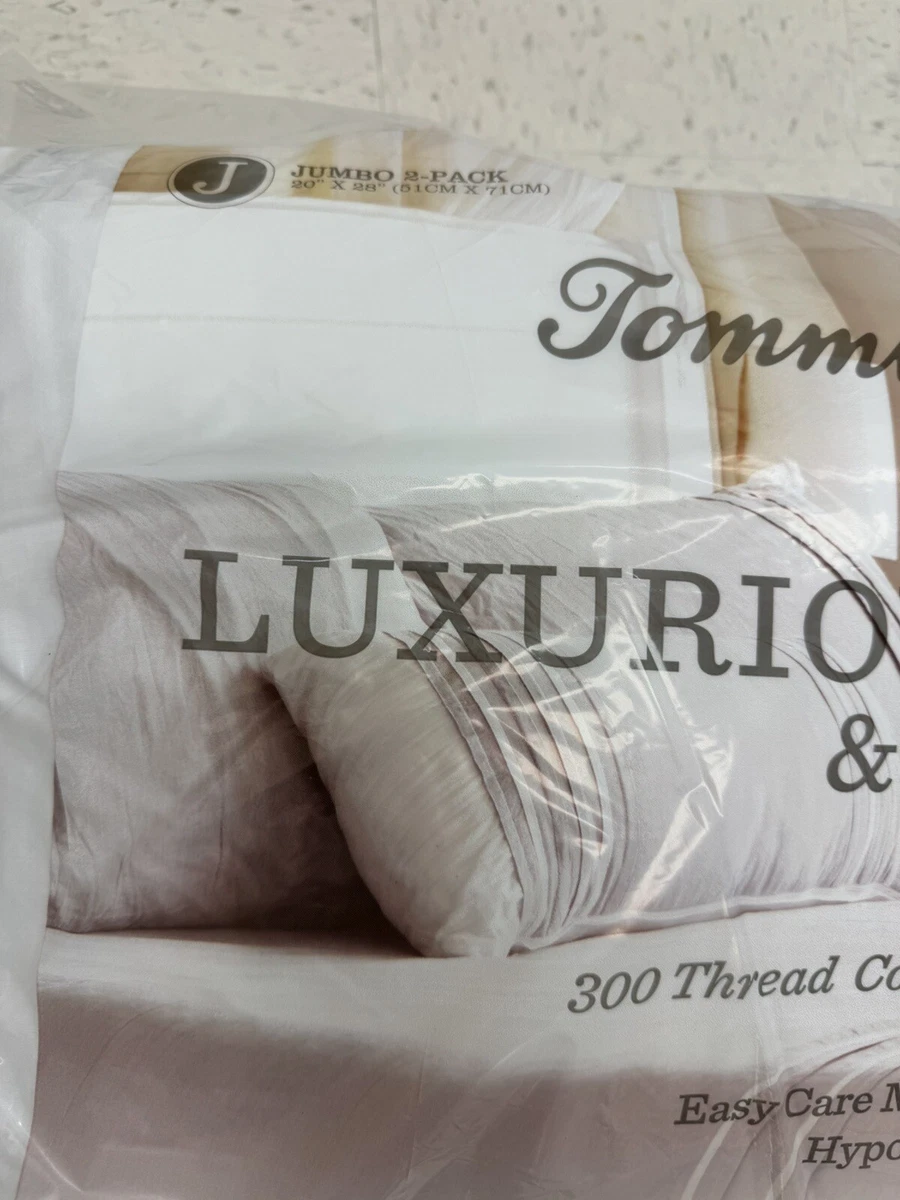 J
JUMBO 2-PACK
20" X 28" (51CM X 71CM)
Tomm
LUXURIO
&
300 Thread Co
Easy Care M
Hypo